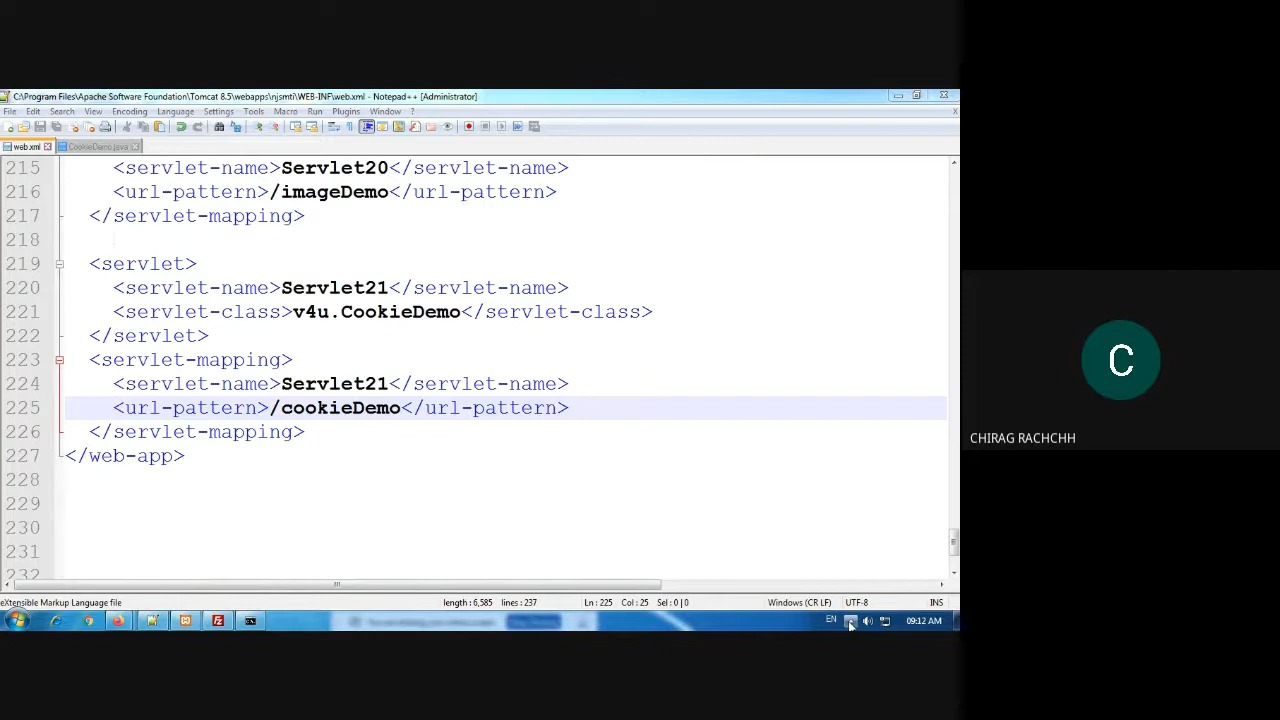 C:\Program Files\Apache Software Foundation\Tomcat 8.5\webapps\njsmti\WEB-INF\web.xml - Notepad++ [Administrator]
File Edit Search View Encoding Language Settings Tools Macro Run Plugins Window ? X
web.xml CookieDemo.java
215 <servlet-name>Servlet20</servlet-name>
216 <url-pattern>/imageDemo</url-pattern>
217 </servlet-mapping>
218
219 <servlet>
220 <servlet-name>Servlet21</servlet-name>
221 <servlet-class>v4u.CookieDemo</servlet-class>
222 </servlet>
223 <servlet-mapping>
224 <servlet-name>Servlet21</servlet-name>
225 <url-pattern>/cookieDemo</url-pattern>
226 </servlet-mapping>
227 </web-app>
228
229
230
231
232
eXtensible Markup Language file length : 6,585 lines : 237 Ln : 225 Col : 25 Sel : 0 | 0 Windows (CR LF) UTF-8 INS
EN 09:12 AM
C
CHIRAG RACHCHH